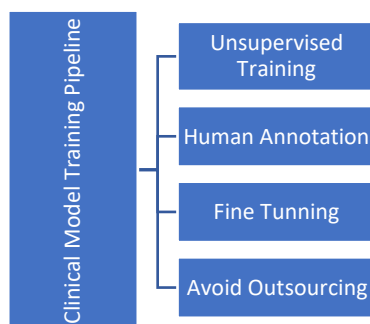 Clinical Model Training Pipeline
Unsupervised
Training
Human Annotation
Fine Tunning
Avoid Outsourcing